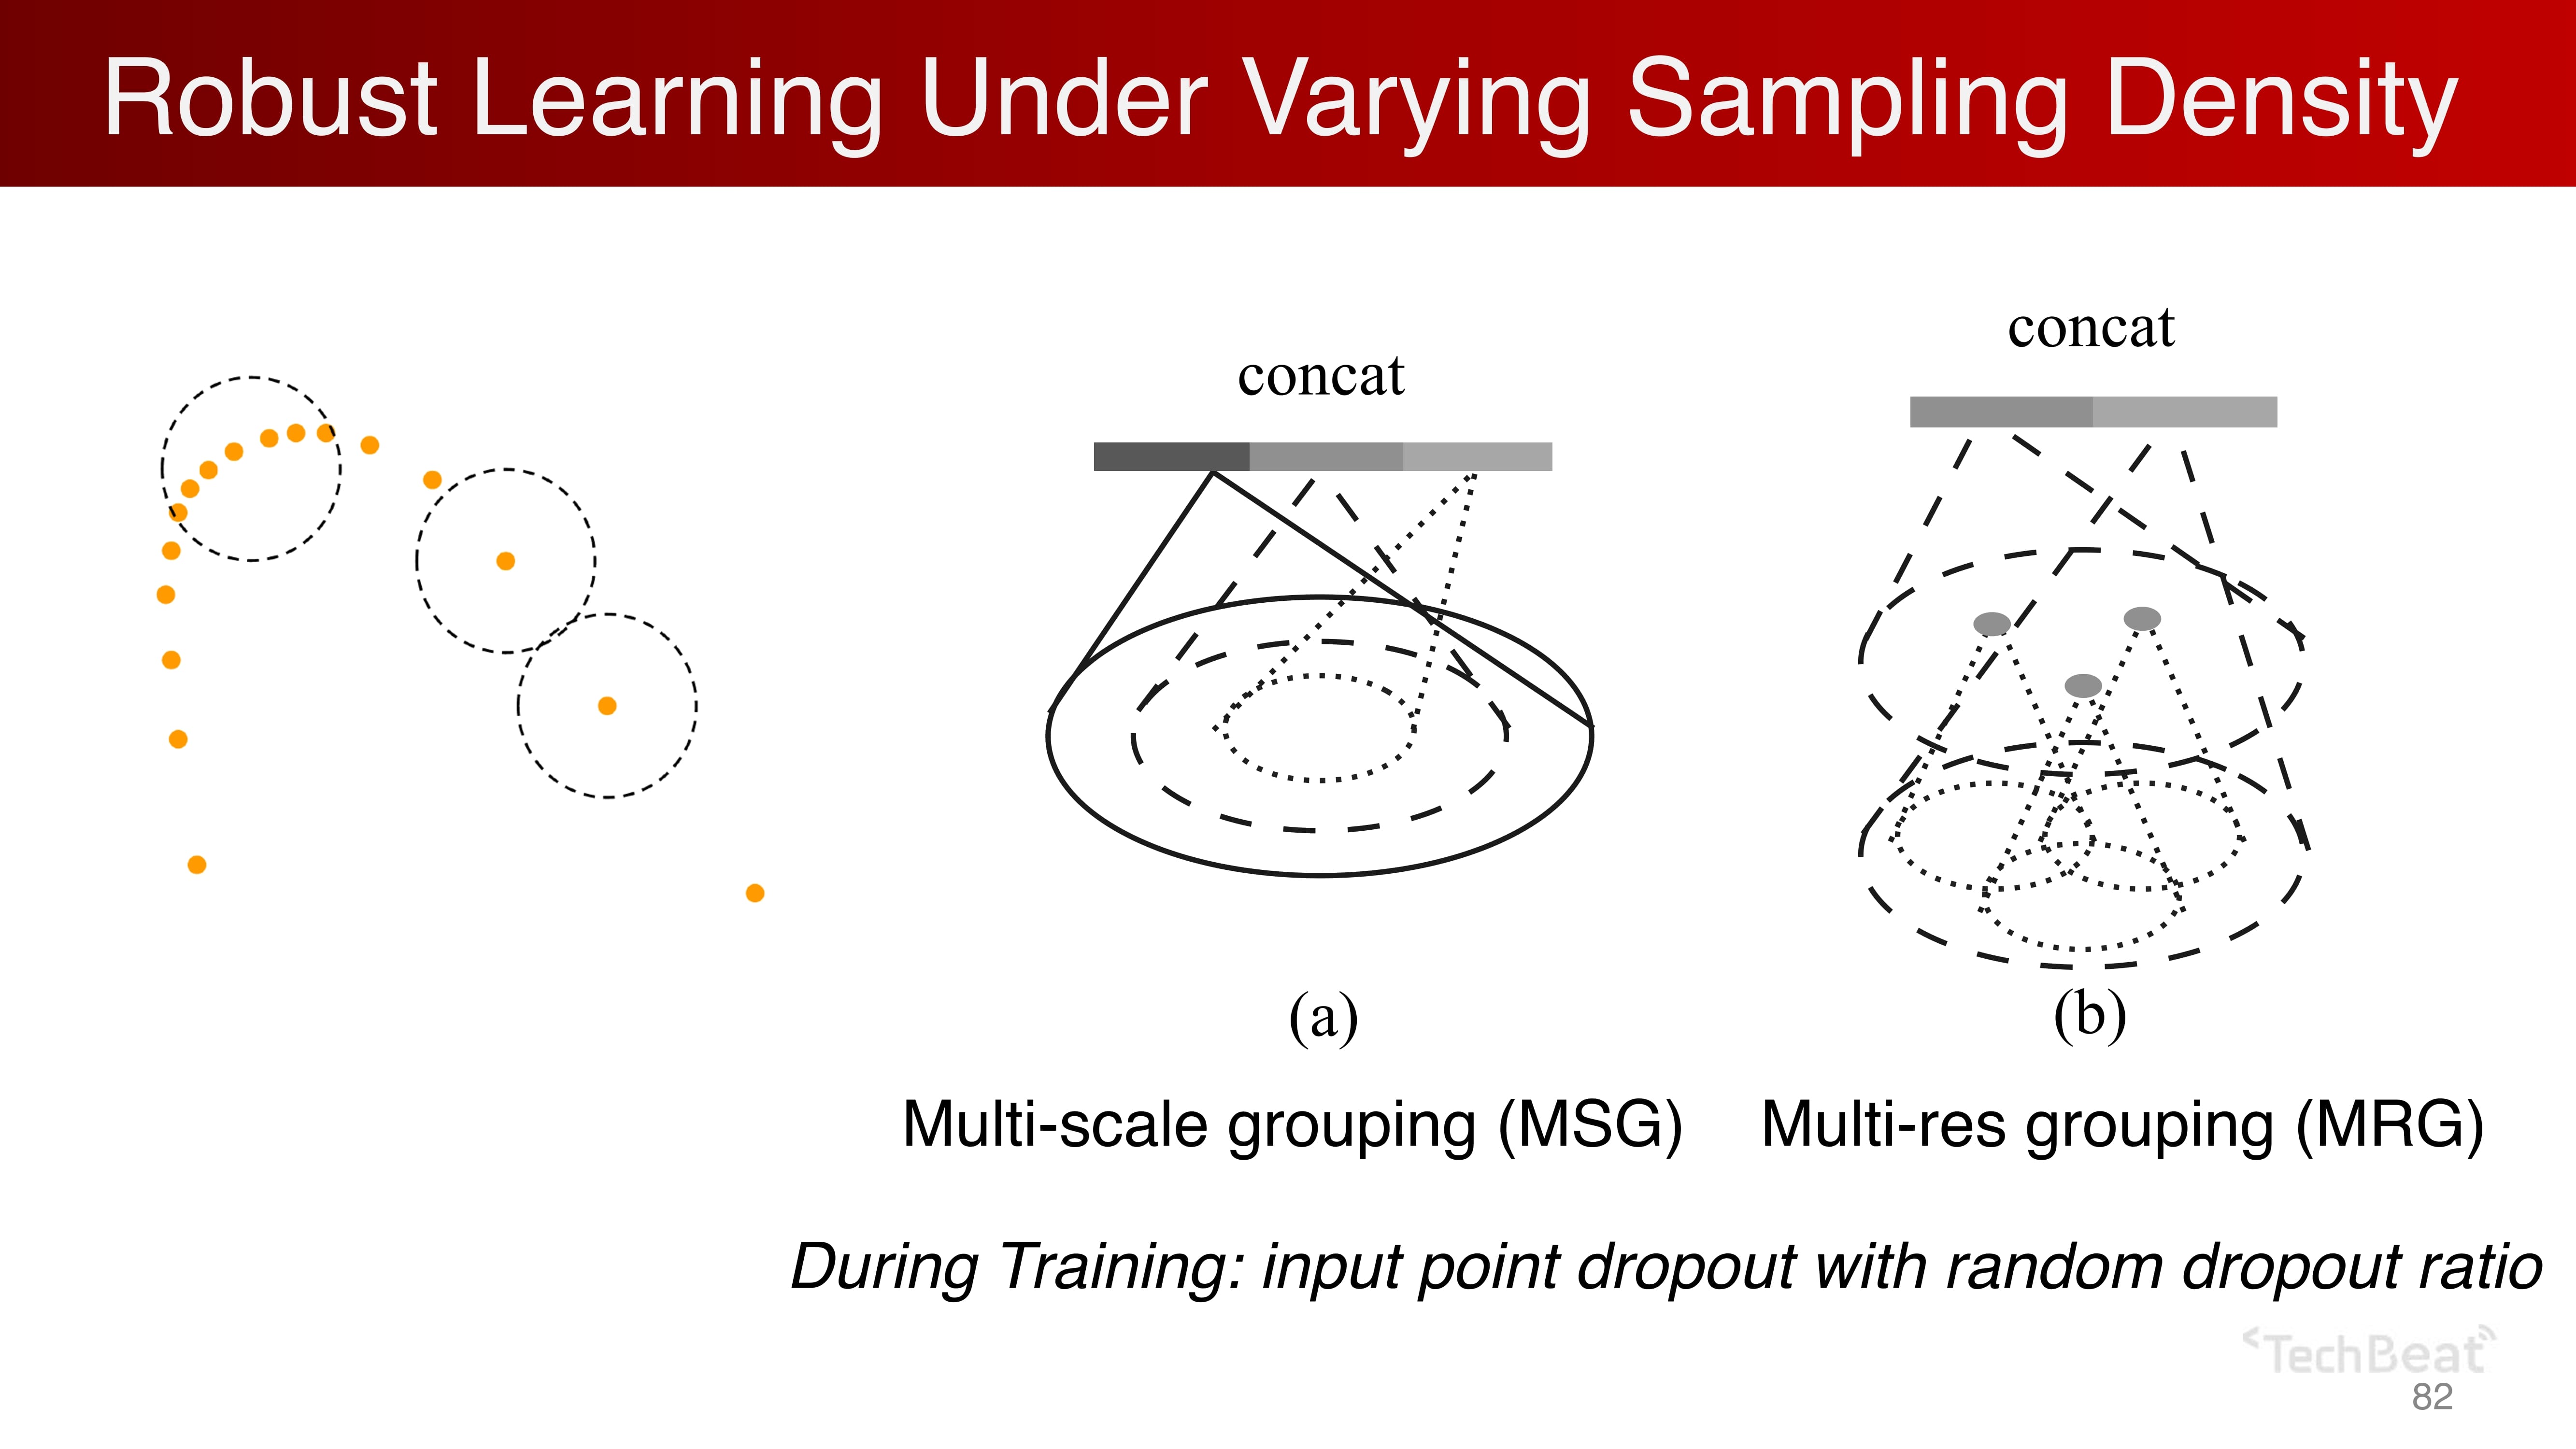 Robust Learning Under Varying Sampling Density
concat
concat
(a)
(b)
Multi-scale grouping (MSG)
Multi-res grouping (MRG)
During Training: input point dropout with random dropout ratio
TechBeat
82